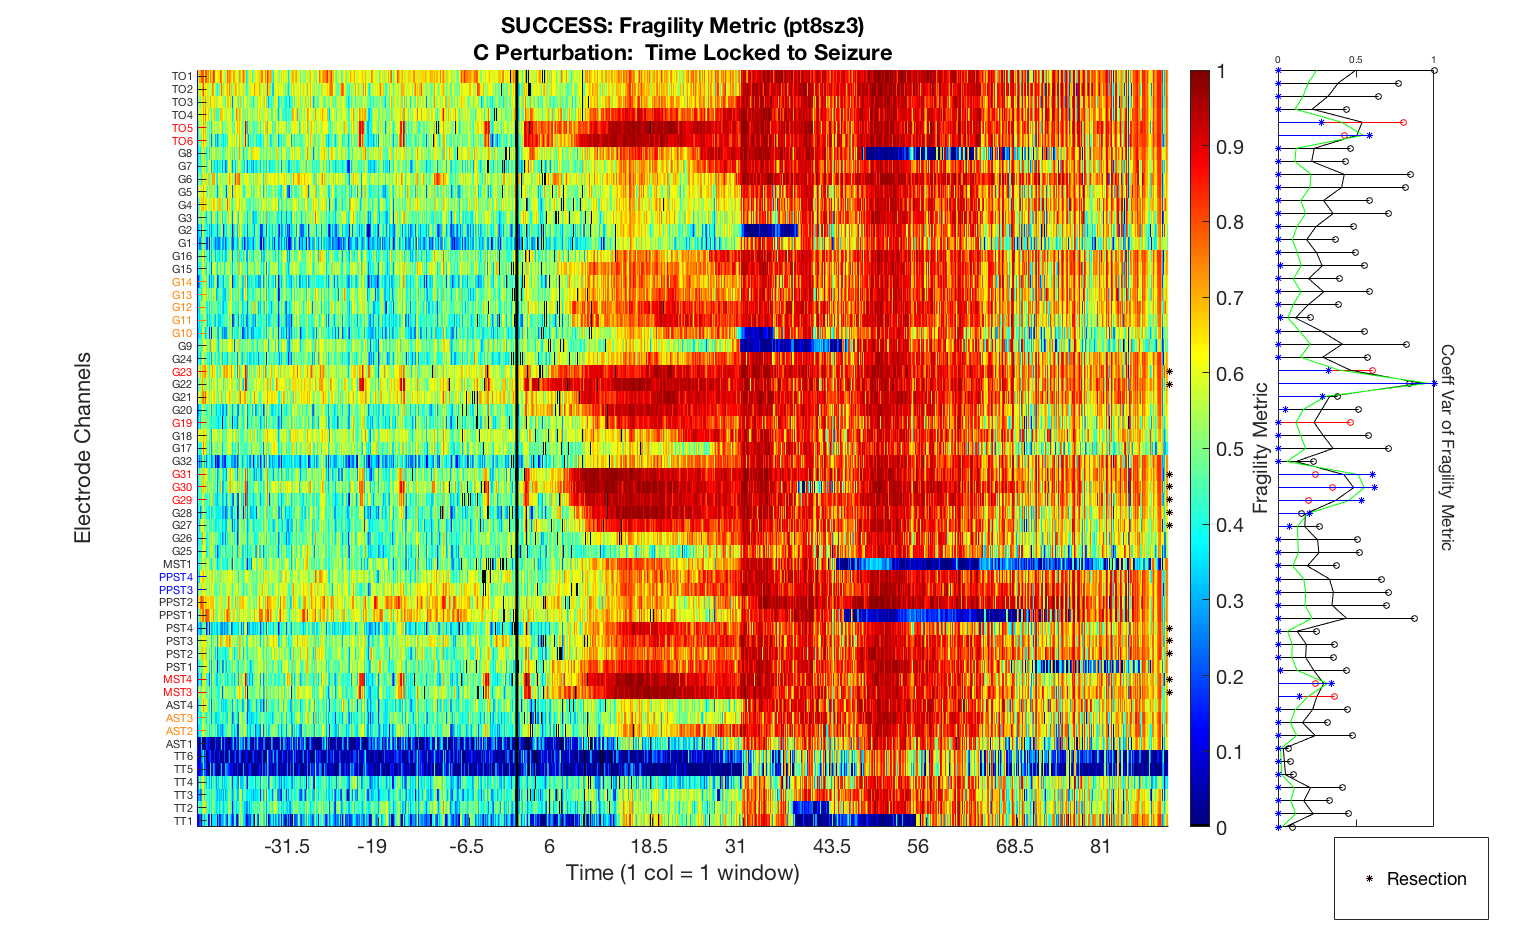 SUCCESS: Fragility Metric (pt8sz3)
C Perturbation: Time Locked to Seizure
Electrode Channels
TO1
TO2
TO3
TO4
TO5
TO6
G8
G7
G6
G5
G4
G3
G2
G1
G16
G15
G14
G13
G12
G11
G10
G9
G24
G23
G22
G21
G20
G19
G18
G17
G32
G31
G30
G29
G28
G27
G26
G25
MST1
PPST4
PPST3
PPST2
PPST1
PST4
PST3
PST2
PST1
MST4
MST3
AST4
AST3
AST2
AST1
TT6
TT5
TT4
TT3
TT2
TT1
-31.5 -19 -6.5 6 18.5 31 43.5 56 68.5 81
Time (1 col = 1 window)
1
0.9
0.8
0.7
0.6
0.5
0.4
0.3
0.2
0.1
0
Fragility Metric
0 0.5 1
Coeff Var of Fragility Metric
* Resection